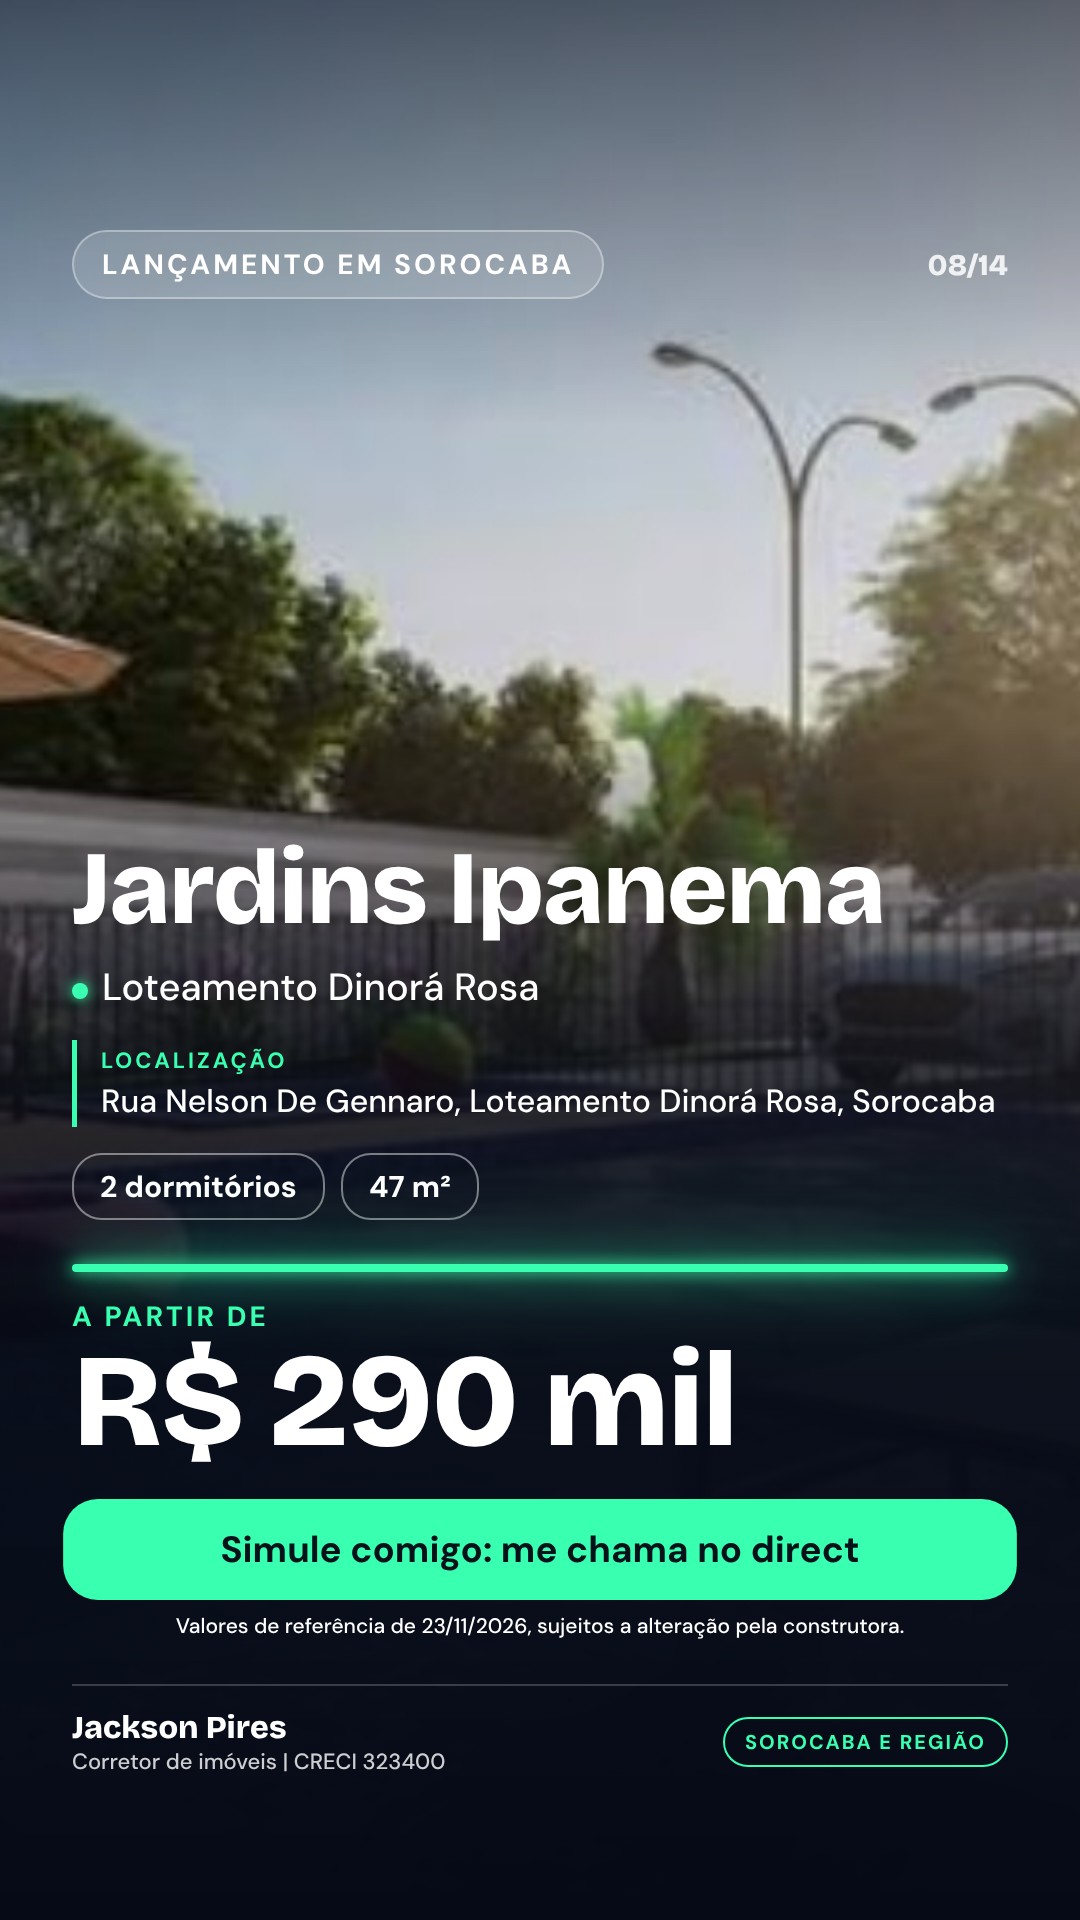 LANÇAMENTO EM SOROCABA
08/14
Jardins Ipanema
Loteamento Dinorá Rosa
LOCALIZAÇÃO
Rua Nelson De Gennaro, Loteamento Dinorá Rosa, Sorocaba
2 dormitórios
47 m²
A PARTIR DE
R$ 290 mil
Simule comigo: me chama no direct
Valores de referência de 23/11/2026, sujeitos a alteração pela construtora.
Jackson Pires
Corretor de imóveis | CRECI 323400
SOROCABA E REGIÃO